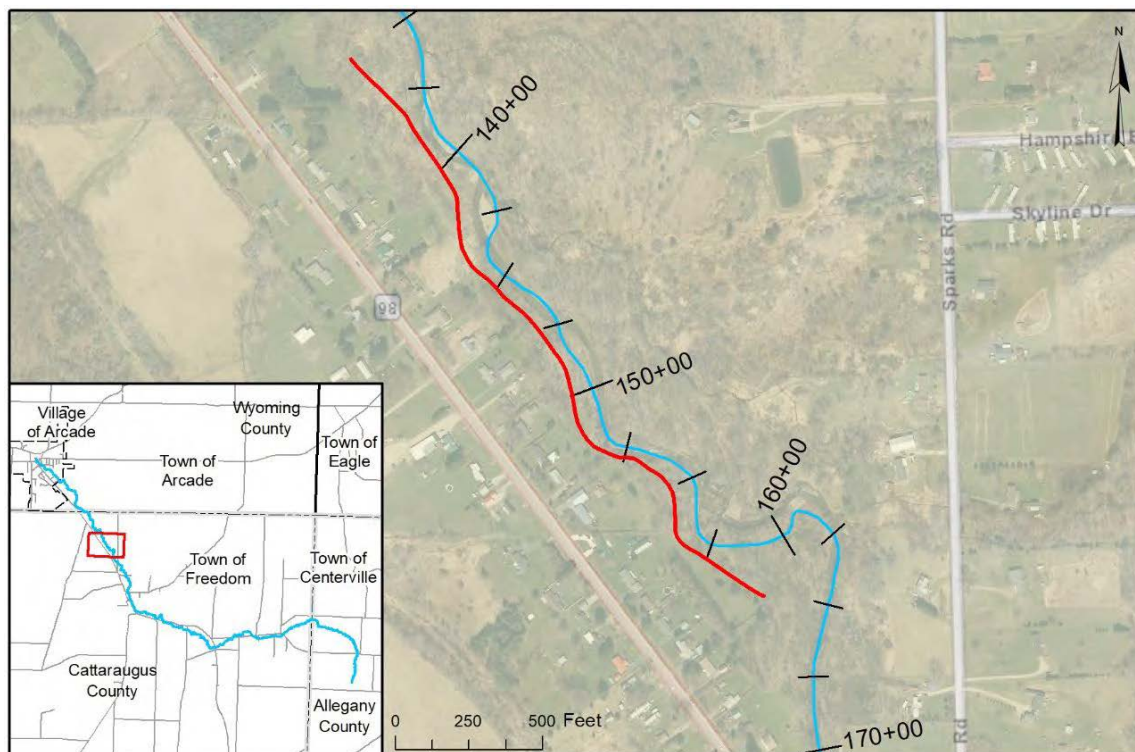 N
140+00
Hampshire
Skyline Dr
Sparks Rd
98
150+00
160+00
Village
of Arcade
Wyoming
County
Town of
Eagle
Town of
Arcade
Town of
Freedom
Town of
Centerville
Cattaraugus
County
Allegany
County
0 250 500 Feet
Rd
170+00